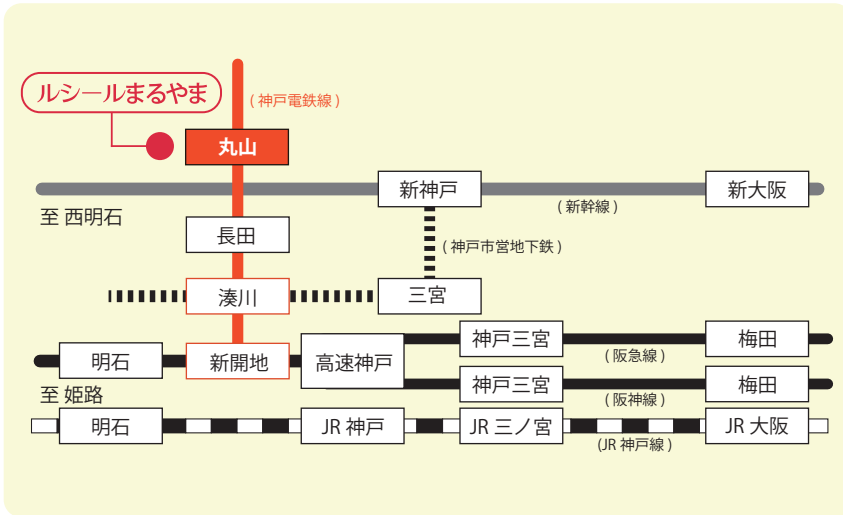 ルシールまるやま
( 神戸電鉄線 )
丸山
新神戸
新大阪
( 新幹線 )
至 西明石
長田
( 神戸市営地下鉄 )
湊川
三宮
明石
新開地
高速神戸
神戸三宮
梅田
( 阪急線 )
神戸三宮
梅田
( 阪神線 )
至 姫路
明石
JR 神戸
JR 三ノ宮
JR 大阪
(JR 神戸線 )